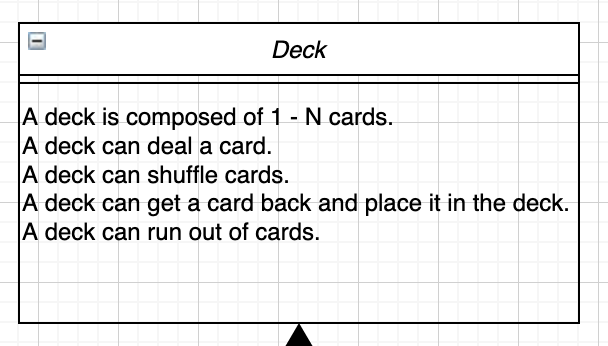 Deck
A deck is composed of 1 - N cards.
A deck can deal a card.
A deck can shuffle cards.
A deck can get a card back and place it in the deck.
A deck can run out of cards.